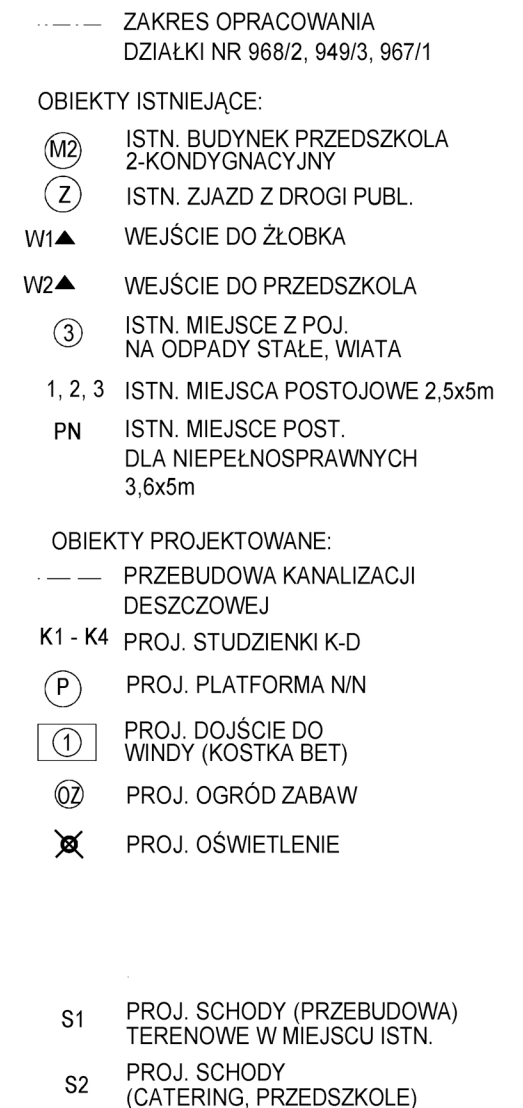 ZAKRES OPRACOWANIA
DZIAŁKI NR 968/2, 949/3, 967/1
OBIEKTY ISTNIEJĄCE:
M2 ISTN. BUDYNEK PRZEDSZKOLA
2-KONDYGNACYJNY
Z ISTN. ZJAZD Z DROGI PUBL.
W1▲ WEJŚCIE DO ŻŁOBKA
W2▲ WEJŚCIE DO PRZEDSZKOLA
3 ISTN. MIEJSCE Z POJ.
NA ODPADY STAŁE, WIATA
1, 2, 3 ISTN. MIEJSCA POSTOJOWE 2,5x5m
PN ISTN. MIEJSCE POST.
DLA NIEPEŁNOSPRAWNYCH
3,6x5m
OBIEKTY PROJEKTOWANE:
PRZEBUDOWA KANALIZACJI
DESZCZOWEJ
K1 - K4 PROJ. STUDZIENKI K-D
P PROJ. PLATFORMA N/N
1 PROJ. DOJŚCIE DO
WINDY (KOSTKA BET)
OZ PROJ. OGRÓD ZABAW
PROJ. OŚWIETLENIE
S1 PROJ. SCHODY (PRZEBUDOWA)
TERENOWE W MIEJSCU ISTN.
S2 PROJ. SCHODY
(CATERING, PRZEDSZKOLE)